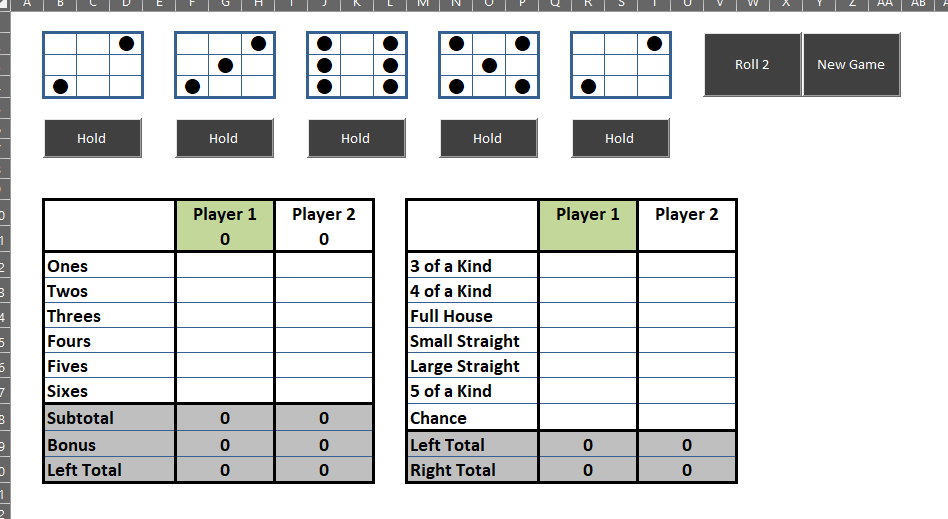 A B C D E F G H I J K L M N O P Q R S T U V W X Y Z AA AB
Roll 2 New Game
Hold Hold Hold Hold Hold
Player 1 Player 2 Player 1 Player 2
0 0
Ones 3 of a Kind
Twos 4 of a Kind
Threes Full House
Fours Small Straight
Fives Large Straight
Sixes 5 of a Kind
Subtotal 0 0 Chance
Bonus 0 0 Left Total 0 0
Left Total 0 0 Right Total 0 0